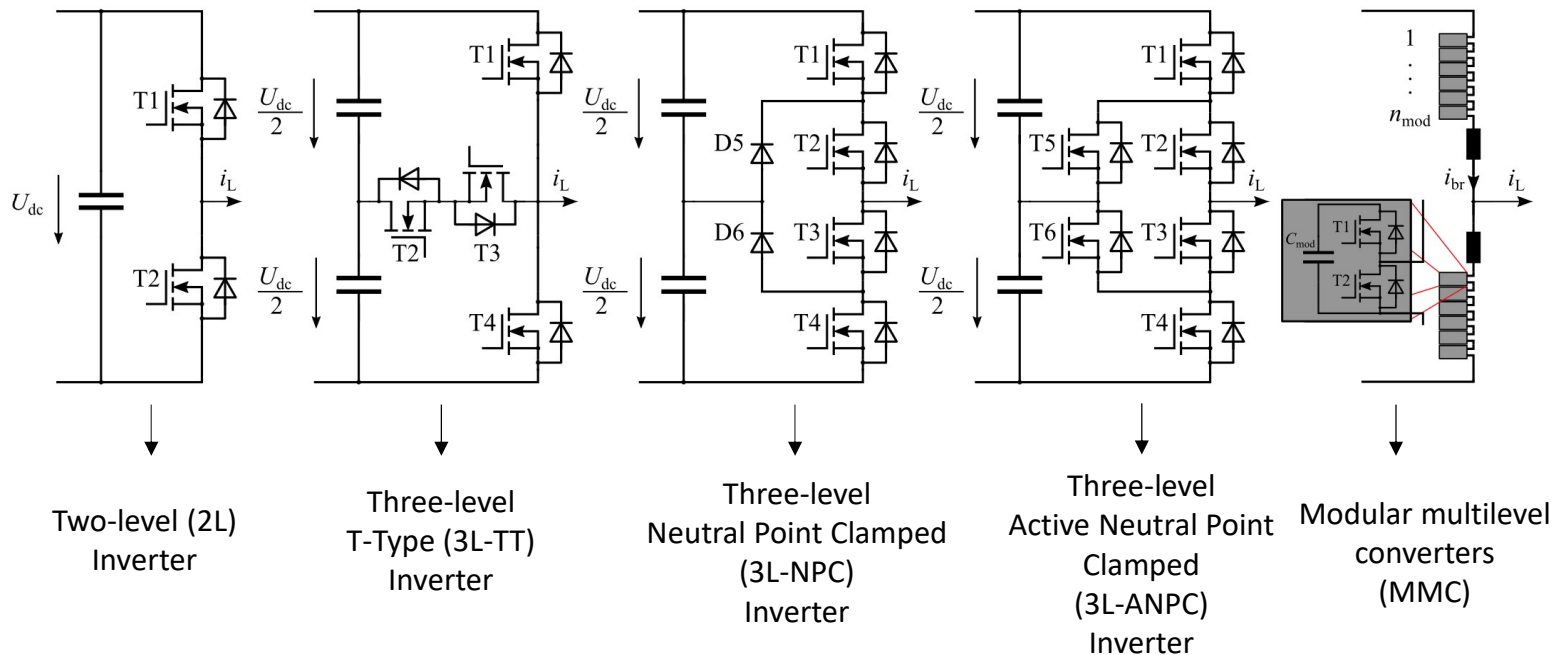 T1
T2
U_dc
i_L
U_dc
2
U_dc
2
T1
T2
T3
T4
i_L
U_dc
2
U_dc
2
D5
D6
T1
T2
T3
T4
i_L
U_dc
2
U_dc
2
T5
T6
T1
T2
T3
T4
i_L
1
.
.
.
n_mod
i_br
i_L
C_mod
T1
T2
Two-level (2L)
Inverter
Three-level
T-Type (3L-TT)
Inverter
Three-level
Neutral Point Clamped
(3L-NPC)
Inverter
Three-level
Active Neutral Point
Clamped
(3L-ANPC)
Inverter
Modular multilevel
converters
(MMC)